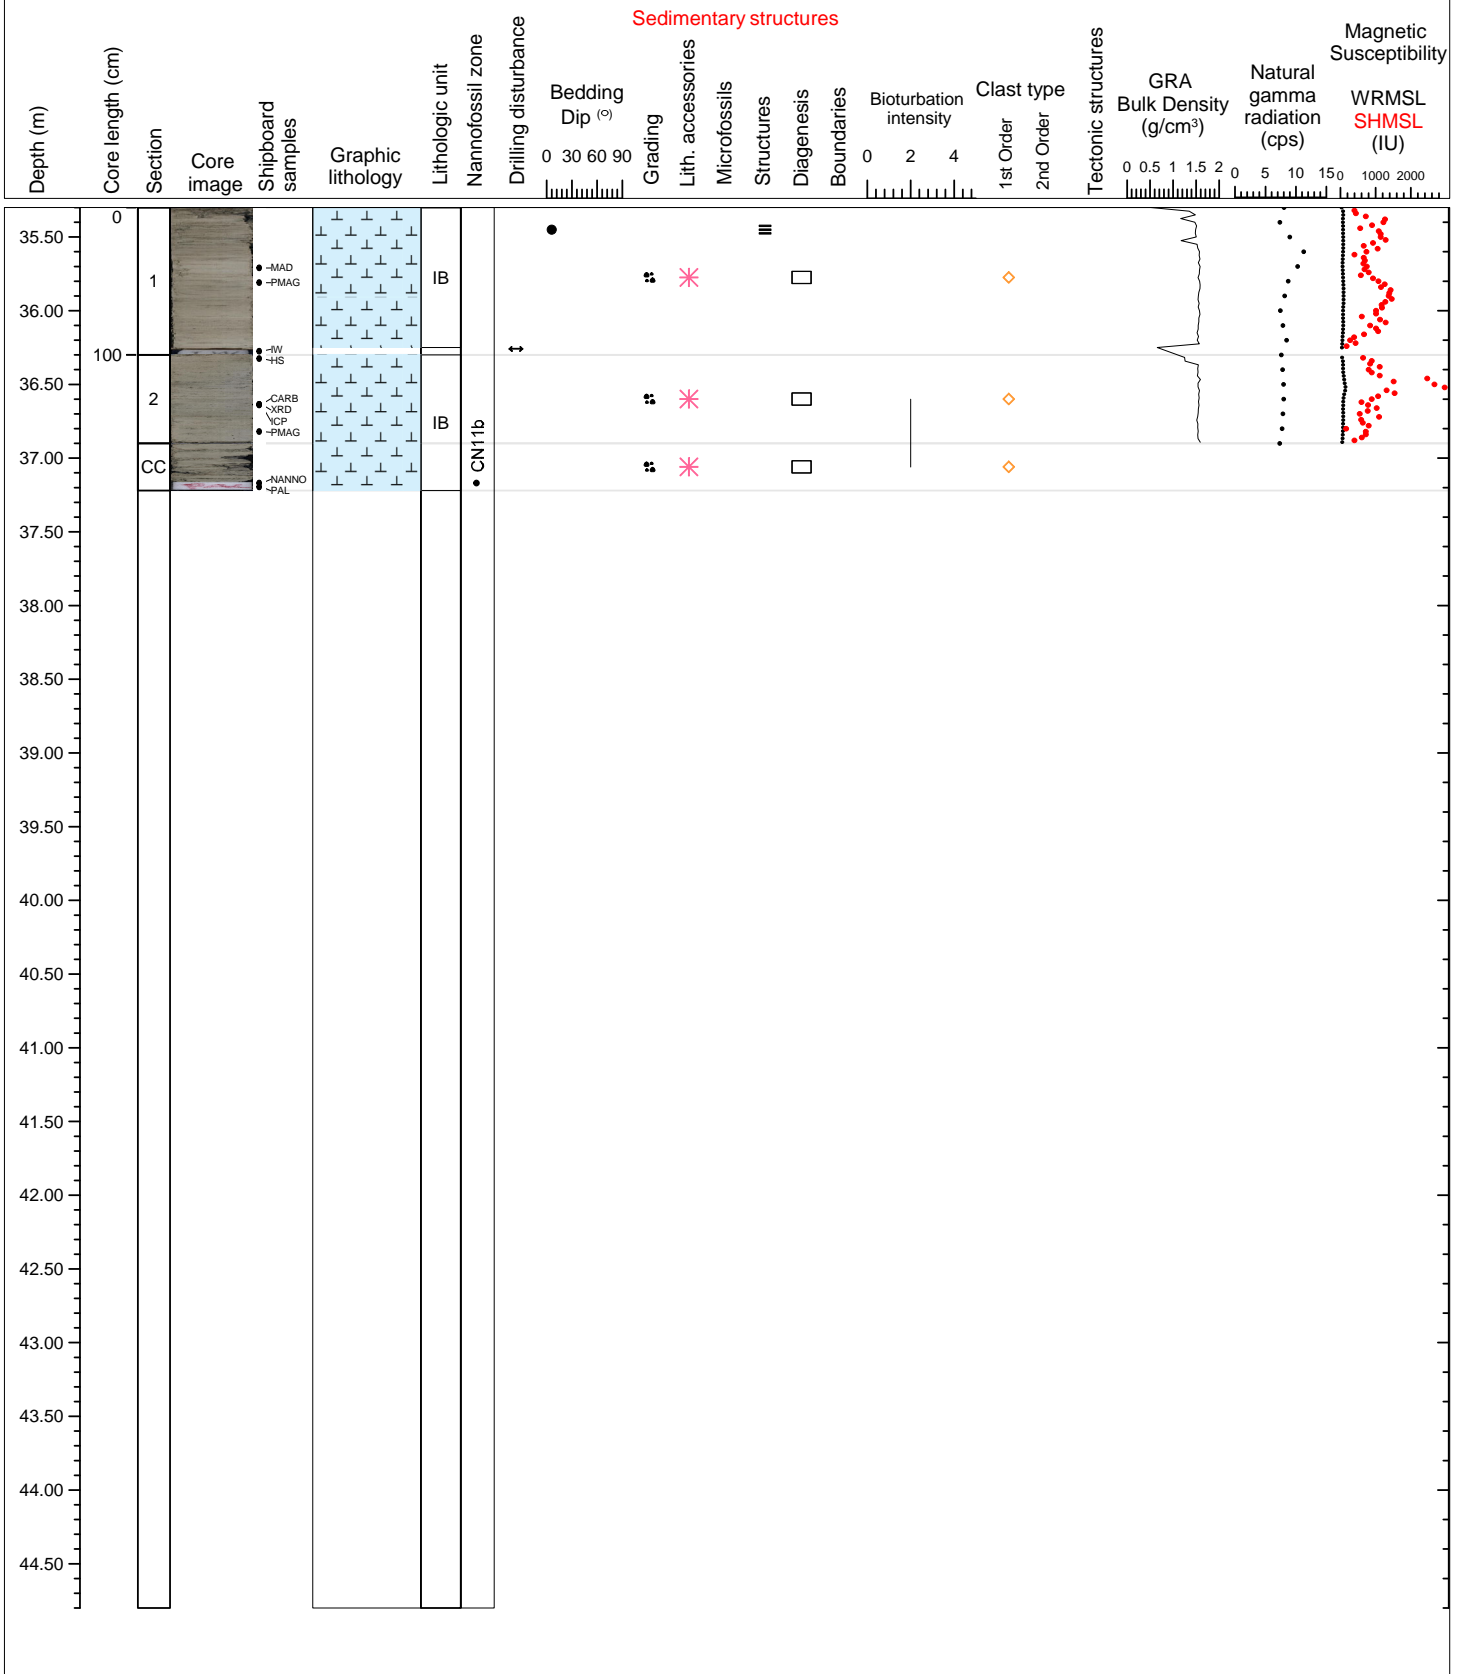 Sedimentary structures
Depth (m)
Core length (cm)
Section
Core
image
Shipboard
samples
Graphic
lithology
Lithologic unit
Nannofossil zone
Drilling disturbance
Bedding
Dip (o)
0 30 60 90
Grading
Lith. accessories
Microfossils
Structures
Diagenesis
Boundaries
Bioturbation
intensity
0 2 4
Clast type
1st Order
2nd Order
Tectonic structures
GRA
Bulk Density
(g/cm3)
0 0.5 1 1.5 2
Natural
gamma
radiation
(cps)
0 5 10 15
Magnetic
Susceptibility
WRMSL
SHMSL
(IU)
0 1000 2000
0
35.50
MAD
1
PMAG
IB
36.00
IW
100
HS
36.50
CARB
2
XRD
ICP
IB
PMAG
CN11b
37.00
CC
NANNO
PAL
37.50
38.00
38.50
39.00
39.50
40.00
40.50
41.00
41.50
42.00
42.50
43.00
43.50
44.00
44.50